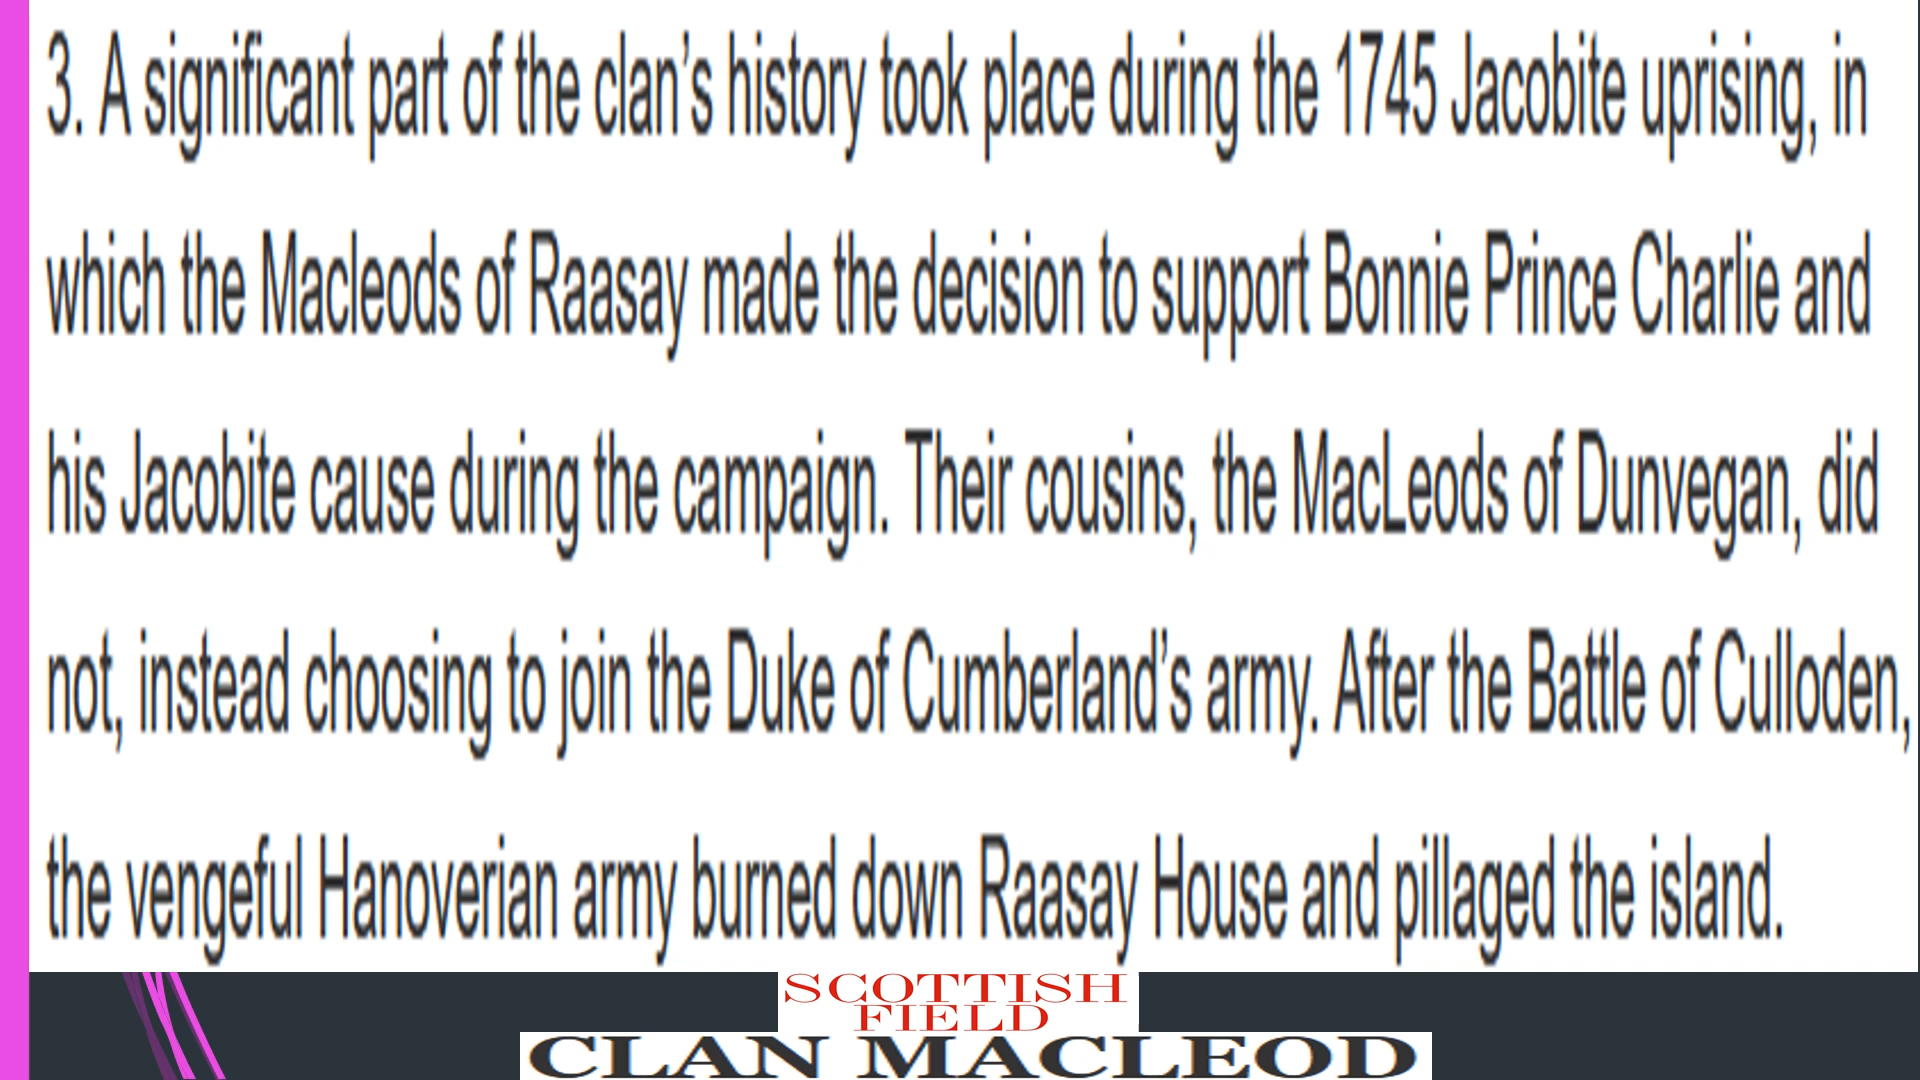 3. A significant part of the clan’s history took place during the 1745 Jacobite uprising, in
which the Macleods of Raasay made the decision to support Bonnie Prince Charlie and
his Jacobite cause during the campaign. Their cousins, the MacLeods of Dunvegan, did
not, instead choosing to join the Duke of Cumberland’s army. After the Battle of Culloden,
the vengeful Hanoverian army burned down Raasay House and pillaged the island.
SCOTTISH
FIELD
CLAN MACLEOD